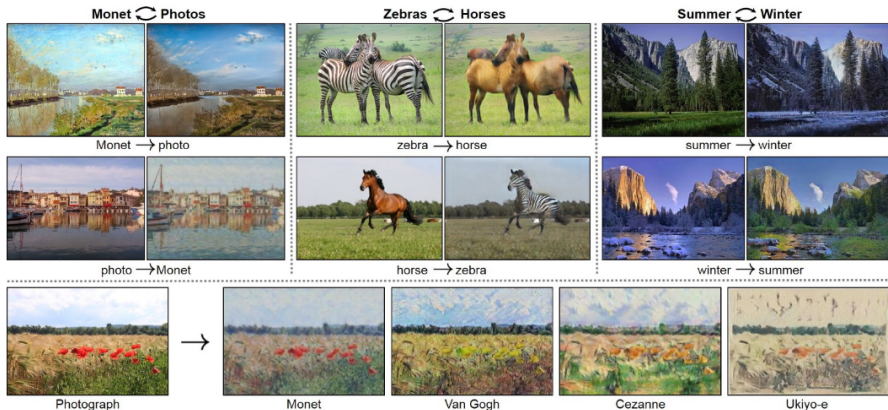 Monet Photos
Zebras Horses
Summer Winter
Monet → photo
zebra → horse
summer → winter
photo → Monet
horse → zebra
winter → summer
Photograph
Monet
Van Gogh
Cezanne
Ukiyo-e